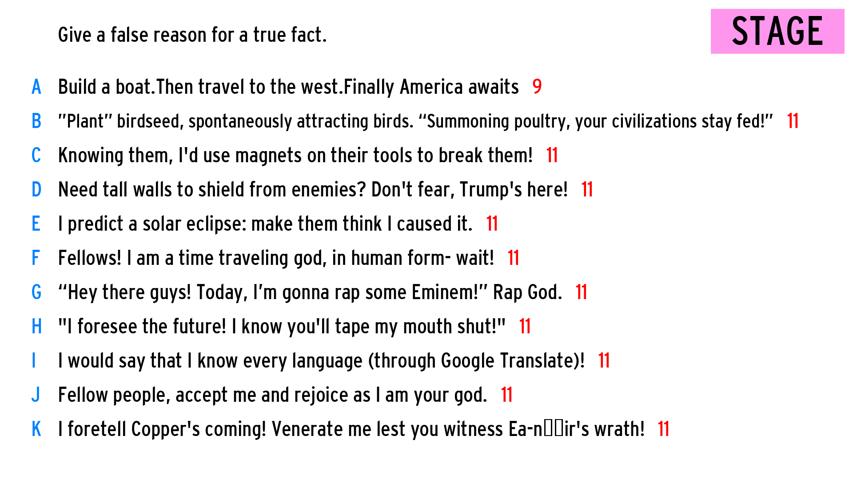 Give a false reason for a true fact.
STAGE
A Build a boat.Then travel to the west.Finally America awaits 9
B ”Plant” birdseed, spontaneously attracting birds. “Summoning poultry, your civilizations stay fed!” 11
C Knowing them, I'd use magnets on their tools to break them! 11
D Need tall walls to shield from enemies? Don't fear, Trump's here! 11
E I predict a solar eclipse: make them think I caused it. 11
F Fellows! I am a time traveling god, in human form- wait! 11
G “Hey there guys! Today, I’m gonna rap some Eminem!” Rap God. 11
H "I foresee the future! I know you'll tape my mouth shut!" 11
I I would say that I know every language (through Google Translate)! 11
J Fellow people, accept me and rejoice as I am your god. 11
K I foretell Copper's coming! Venerate me lest you witness Ea-n▯▯ir's wrath! 11